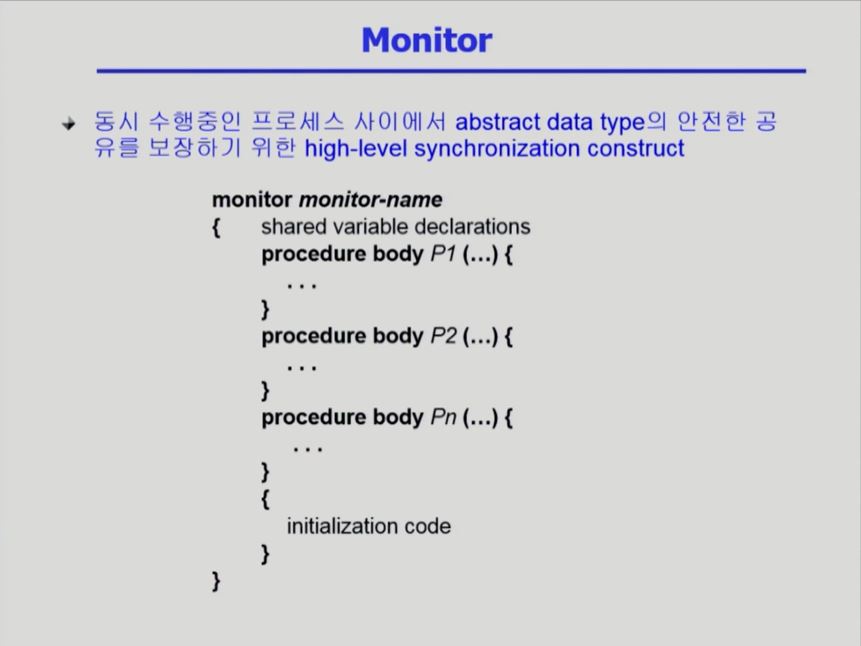 Monitor
동시 수행중인 프로세스 사이에서 abstract data type의 안전한 공
유를 보장하기 위한 high-level synchronization construct
monitor monitor-name
{ shared variable declarations
procedure body P1 (...) {
...
}
procedure body P2 (...) {
...
}
procedure body Pn (...) {
...
}
{
initialization code
}
}